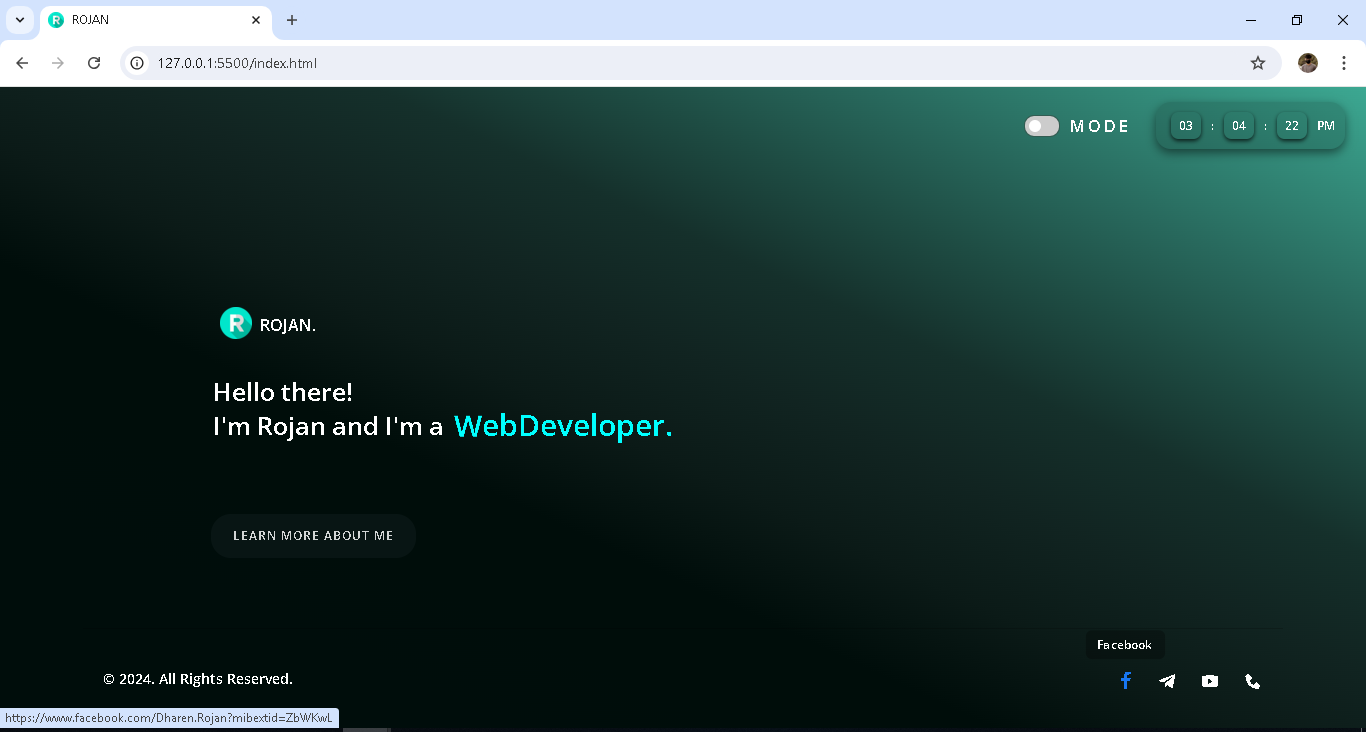 R ROJAN
127.0.0.1:5500/index.html
MODE
03 : 04 : 22 PM
R ROJAN.
Hello there!
I'm Rojan and I'm a WebDeveloper.
LEARN MORE ABOUT ME
Facebook
© 2024. All Rights Reserved.
https://www.facebook.com/Dharen.Rojan?mibextid=ZbWKwL